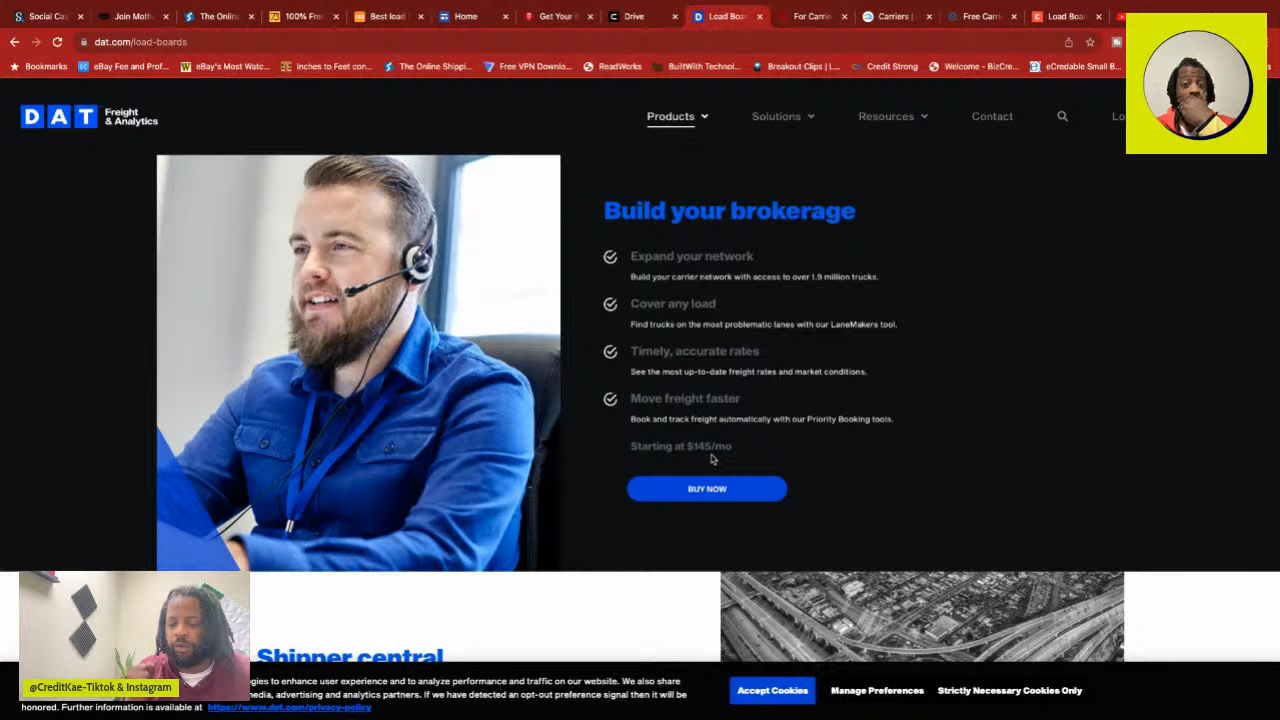 Social Cas
Join Moth
The Online
100% Free
Best load
Home
Get Your
Drive
Load Boar
For Carrie
Carriers |
Free Carri
Load Boar
dat.com/load-boards
Bookmarks
eBay Fee and Prof...
eBay's Most Watc...
Inches to Feet con...
The Online Shippi...
Free VPN Downlo...
ReadWorks
BuiltWith Technol...
Breakout Clips | L...
Credit Strong
Welcome - BizCre...
eCredable Small B...
DAT Freight
& Analytics
Products
Solutions
Resources
Contact
Lo
Build your brokerage
Expand your network
Build your carrier network with access to over 1.9 million trucks.
Cover any load
Find trucks on the most problematic lanes with our LaneMakers tool.
Timely, accurate rates
See the most up-to-date freight rates and market conditions.
Move freight faster
Book and track freight automatically with our Priority Booking tools.
Starting at $145/mo
BUY NOW
Shipper central
@CreditKae-Tiktok & Instagram
gies to enhance user experience and to analyze performance and traffic on our website. We also share
edia, advertising and analytics partners. If we have detected an opt-out preference signal then it will be
honored. Further information is available at https://www.dat.com/privacy-policy
Accept Cookies
Manage Preferences
Strictly Necessary Cookies Only